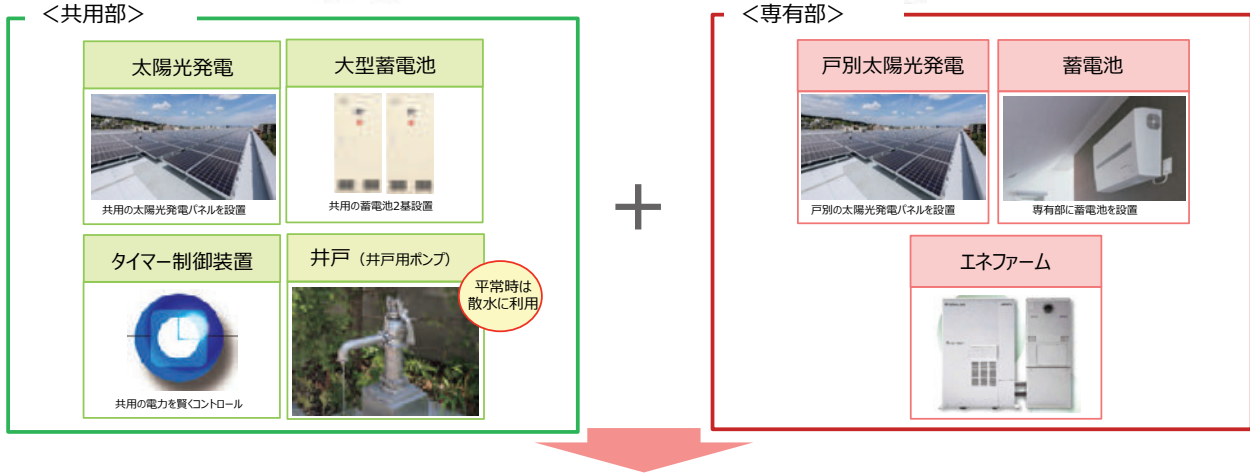 ＜共用部＞
太陽光発電
共用の太陽光発電パネルを設置
大型蓄電池
共用の蓄電池2基設置
タイマー制御装置
共用の電力を賢くコントロール
井戸（井戸用ポンプ）
平常時は
散水に利用
＋
＜専有部＞
戸別太陽光発電
戸別の太陽光発電パネルを設置
蓄電池
専有部に蓄電池を設置
エネファーム